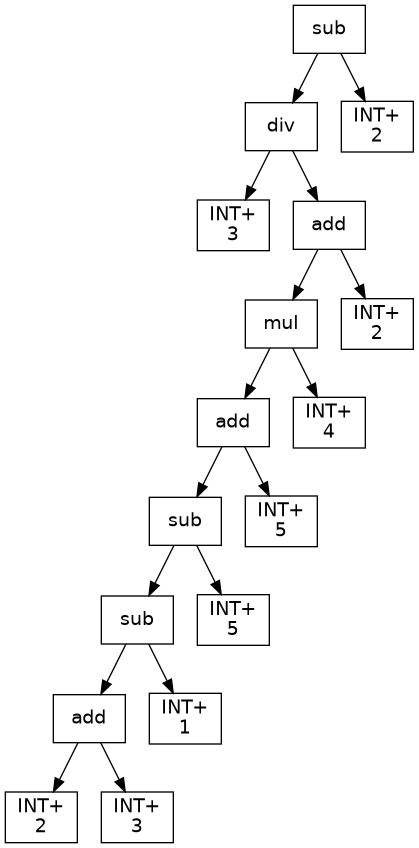 sub
div
INT+
2
INT+
3
add
mul
INT+
2
add
INT+
4
sub
INT+
5
sub
INT+
5
add
INT+
1
INT+
2
INT+
3